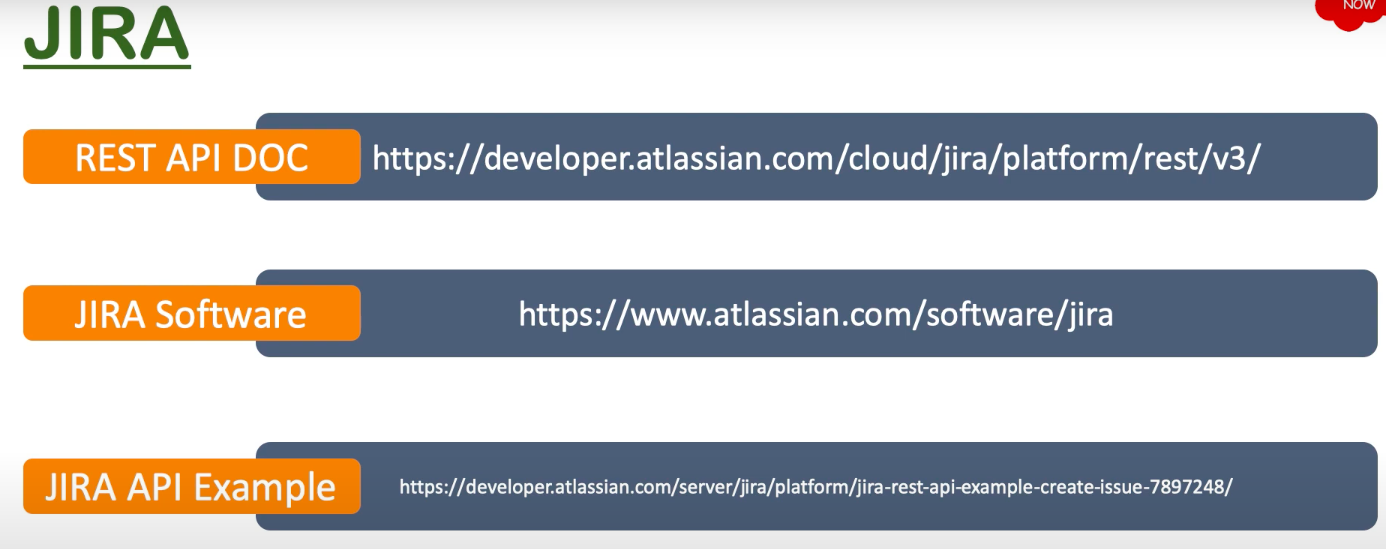 NOW
JIRA
REST API DOC
https://developer.atlassian.com/cloud/jira/platform/rest/v3/
JIRA Software
https://www.atlassian.com/software/jira
JIRA API Example
https://developer.atlassian.com/server/jira/platform/jira-rest-api-example-create-issue-7897248/